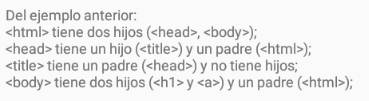 Del ejemplo anterior:
<html> tiene dos hijos (<head>, <body>);
<head> tiene un hijo (<title>) y un padre (<html>);
<title> tiene un padre (<head>) y no tiene hijos;
<body> tiene dos hijos (<h1> y <a>) y un padre (<html>);